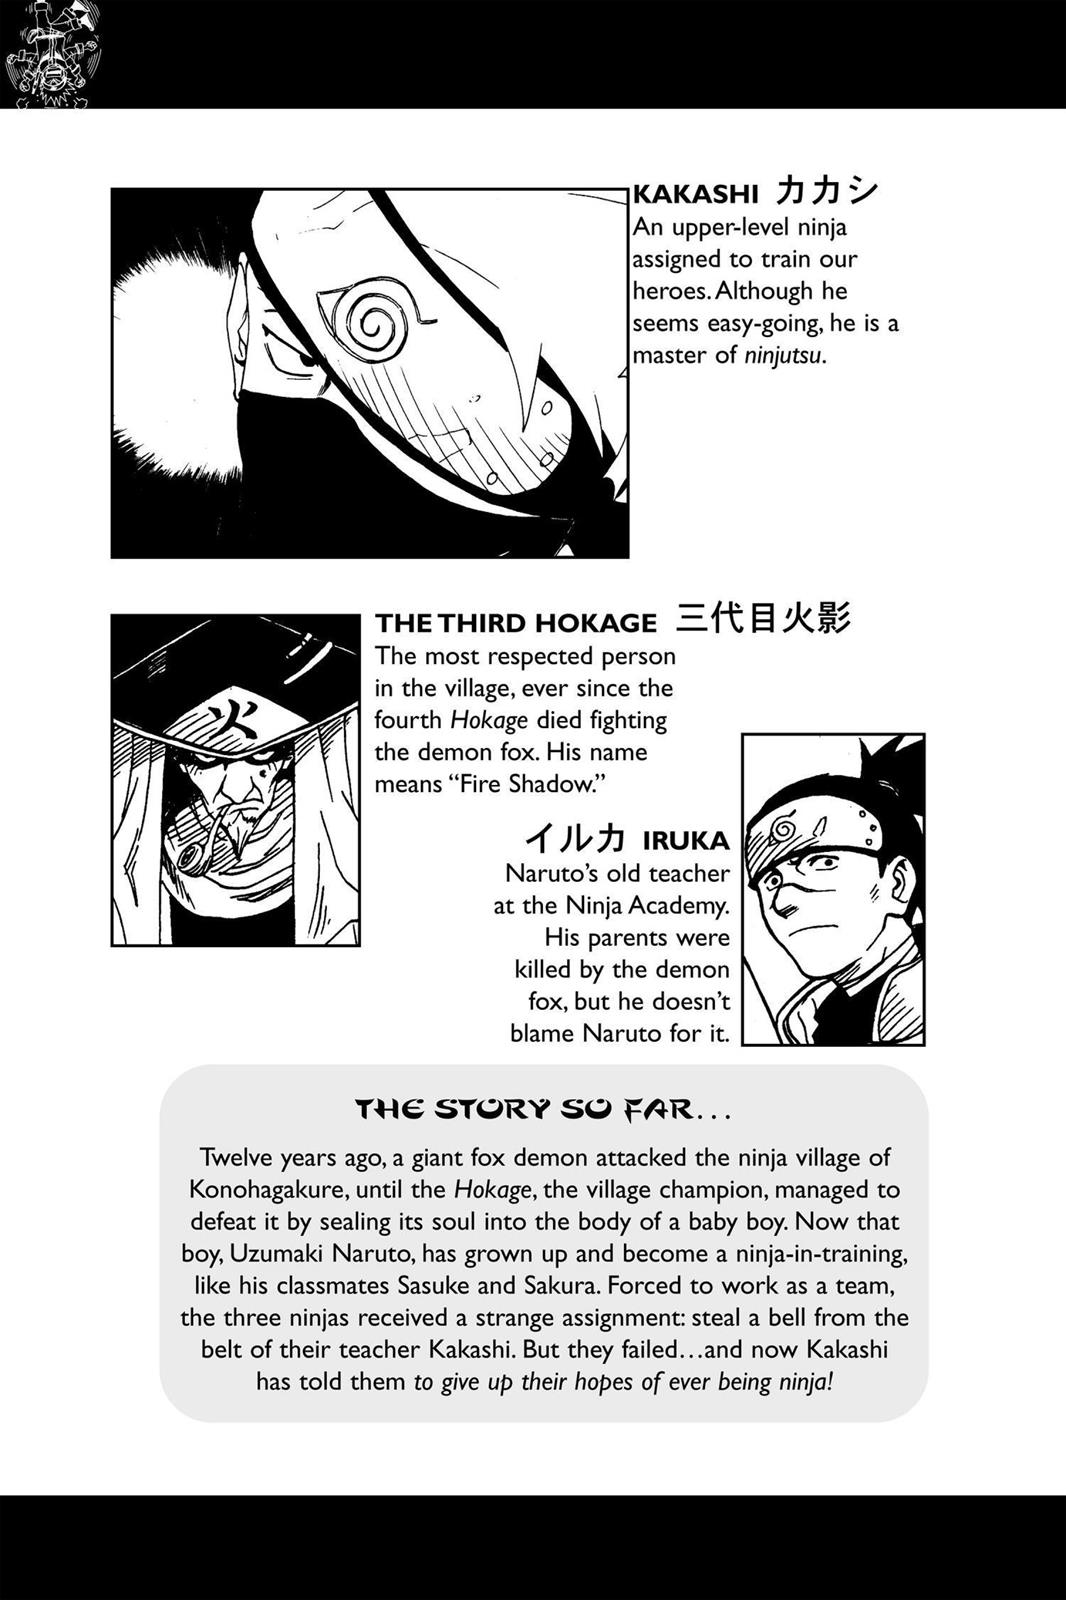 KAKASHI カカシ
An upper-level ninja
assigned to train our
heroes. Although he
seems easy-going, he is a
master of ninjutsu.
THE THIRD HOKAGE 三代目火影
The most respected person
in the village, ever since the
fourth Hokage died fighting
the demon fox. His name
means “Fire Shadow.”
火
イルカ IRUKA
Naruto’s old teacher
at the Ninja Academy.
His parents were
killed by the demon
fox, but he doesn’t
blame Naruto for it.
THE STORY SO FAR...
Twelve years ago, a giant fox demon attacked the ninja village of
Konohagakure, until the Hokage, the village champion, managed to
defeat it by sealing its soul into the body of a baby boy. Now that
boy, Uzumaki Naruto, has grown up and become a ninja-in-training,
like his classmates Sasuke and Sakura. Forced to work as a team,
the three ninjas received a strange assignment: steal a bell from the
belt of their teacher Kakashi. But they failed…and now Kakashi
has told them to give up their hopes of ever being ninja!